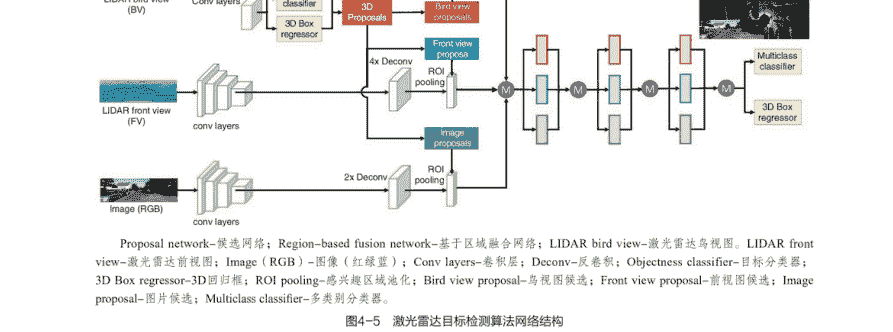 LIDAR bird view
(BV)
Conv layers
classifier
3D Box
regressor
3D
Proposals
Bird view
proposals
Front view
proposa
4x Deconv
ROI
pooling
LIDAR front view
(FV)
conv layers
M
M
M
M
Multiclass
classifier
3D Box
regressor
Image
proposals
2x Deconv
ROI
pooling
Image (RGB)
conv layers
Proposal network–候选网络；Region–based fusion network–基于区域融合网络；LIDAR bird view–激光雷达鸟视图。LIDAR front
view–激光雷达前视图；Image（RGB）–图像（红绿蓝）；Conv layers–卷积层；Deconv–反卷积；Objectness classifier–目标分类器；
3D Box regressor–3D回归框；ROI pooling–感兴趣区域池化；Bird view proposal–鸟视图候选；Front view proposal–前视图候选；Image
proposal–图片候选；Multiclass classifier–多类别分类器。
图4–5 激光雷达目标检测算法网络结构